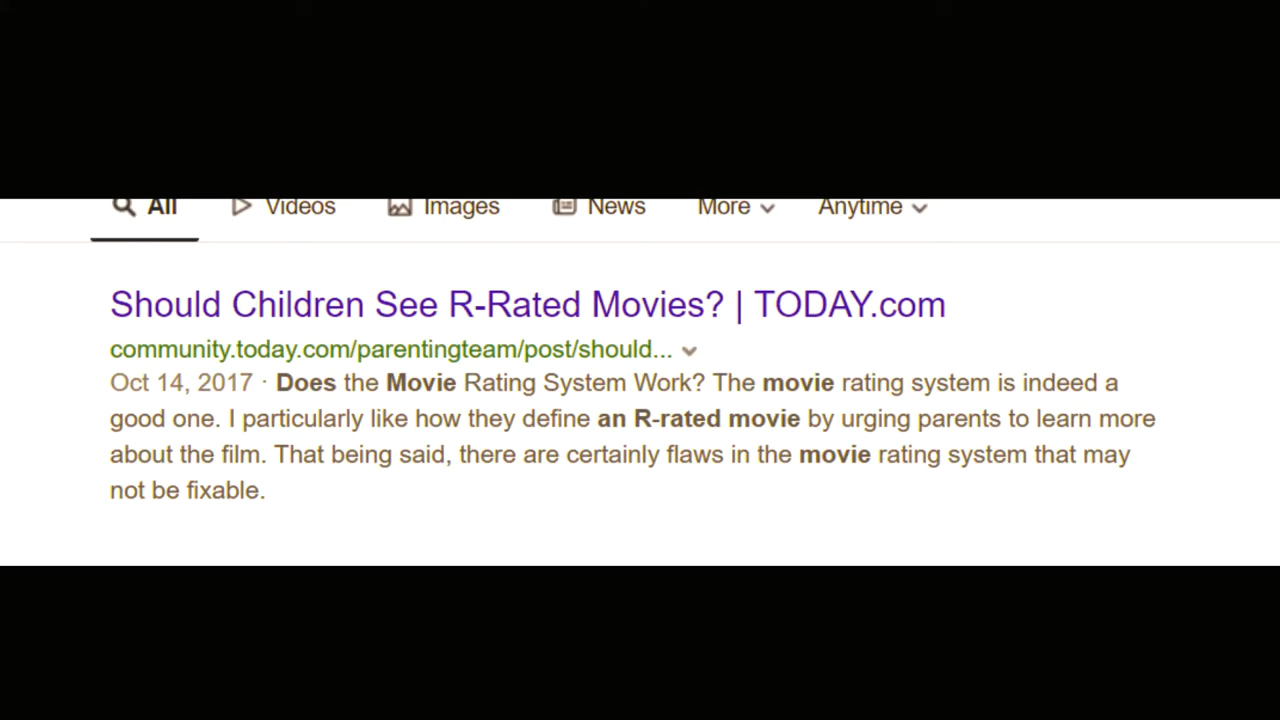 All Videos Images News More Anytime
Should Children See R-Rated Movies? | TODAY.com
community.today.com/parentingteam/post/should...
Oct 14, 2017 · Does the Movie Rating System Work? The movie rating system is indeed a
good one. I particularly like how they define an R-rated movie by urging parents to learn more
about the film. That being said, there are certainly flaws in the movie rating system that may
not be fixable.